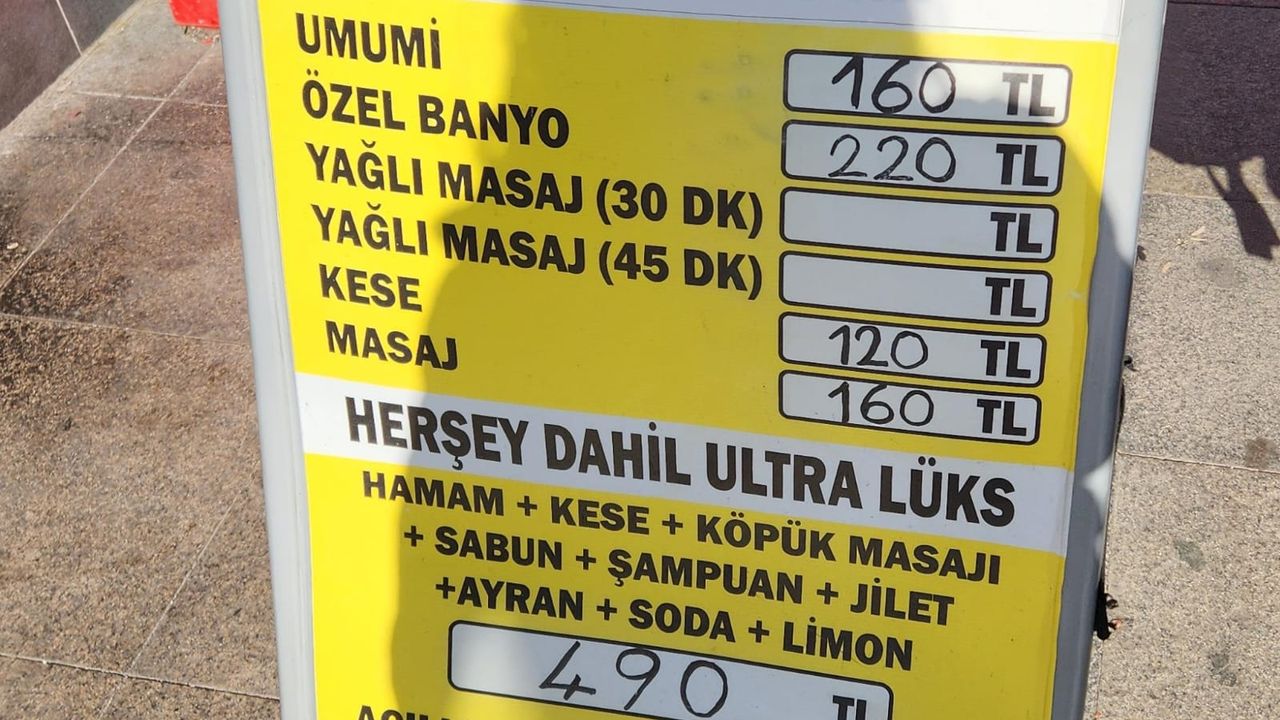 UMUMİ 160 TL
ÖZEL BANYO 220 TL
YAĞLI MASAJ (30 DK) TL
YAĞLI MASAJ (45 DK) TL
KESE 120 TL
MASAJ 160 TL
HERŞEY DAHİL ULTRA LÜKS
HAMAM + KESE + KÖPÜK MASAJI
+ SABUN + ŞAMPUAN + JİLET
+AYRAN + SODA + LİMON
490 TL